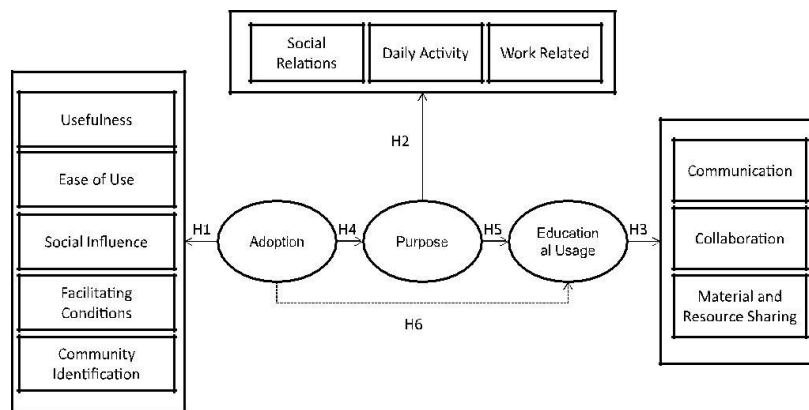 Social
Relations
Daily Activity
Work Related
Usefulness
Ease of Use
Social Influence
Facilitating
Conditions
Community
Identification
H1
Adoption
H4
Purpose
H2
H5
Education
al Usage
H3
H6
Communication
Collaboration
Material and
Resource Sharing